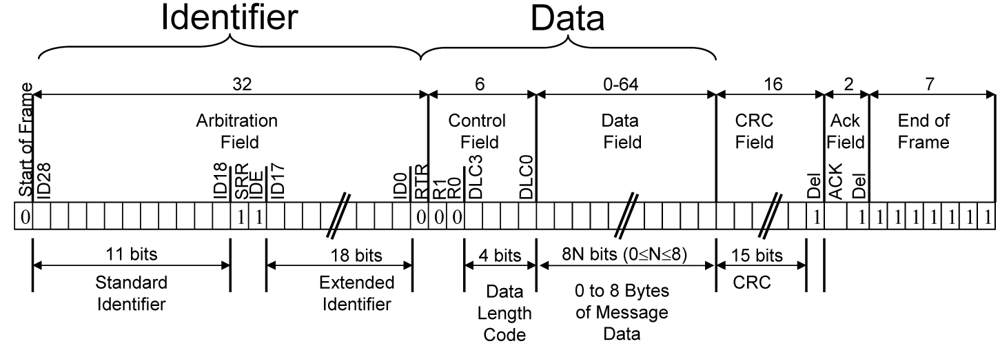 Identifier
Data
32
6
0-64
16
2
7
Start of Frame
Arbitration
Field
Control
Field
Data
Field
CRC
Field
Ack
Field
End of
Frame
ID28
ID18
SRR
IDE
ID17
ID0
RTR
R1
R0
DLC3
DLC0
Del
ACK
Del
0 1 1 0 0 0 1 1 1 1 1 1 1 1 1
11 bits
18 bits
4 bits
8N bits (0≤N≤8)
15 bits
Standard
Identifier
Extended
Identifier
Data
Length
Code
0 to 8 Bytes
of Message
Data
CRC